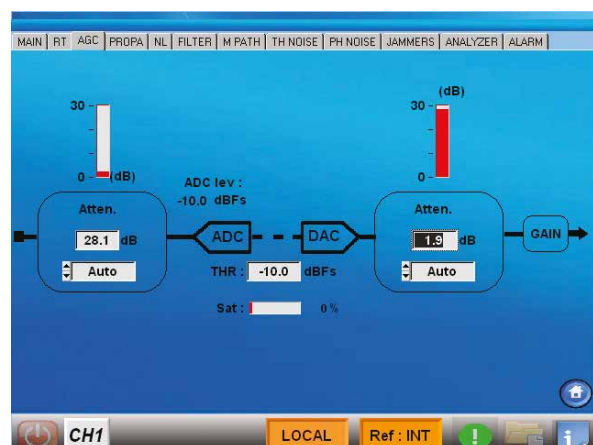 MAIN RT AGC PROPA NL FILTER M PATH TH NOISE PH NOISE JAMMERS ANALYZER ALARM
(dB)
30 30
0 (dB) 0
ADC lev :
-10.0 dBFs
Atten. Atten.
28.1 dB ADC DAC 1.9 dB GAIN
Auto THR : -10.0 dBFs Auto
Sat : 0 %
CH1 LOCAL Ref : INT ! i